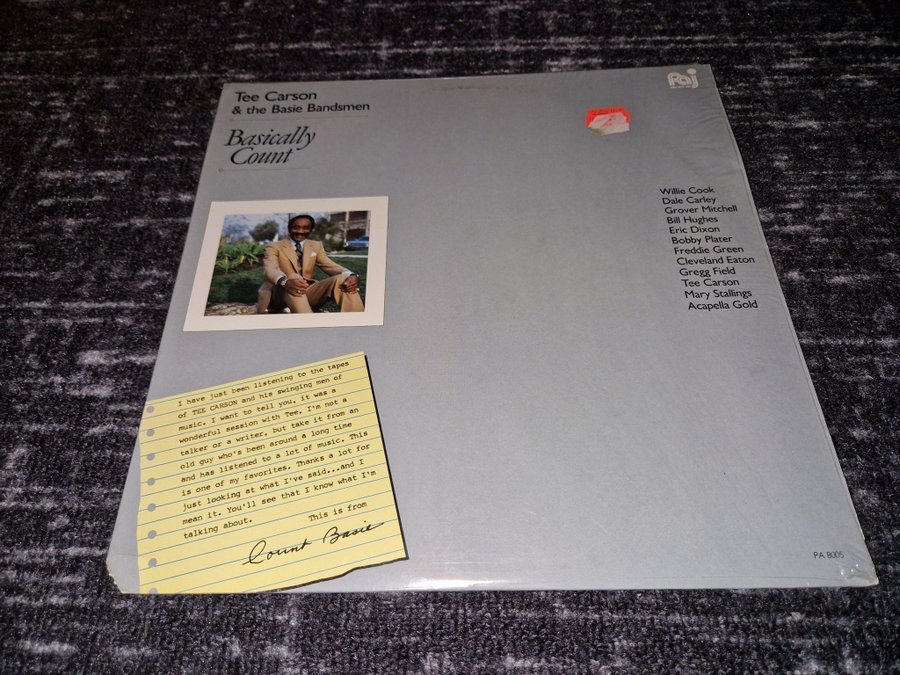 Tee Carson
& the Basie Bandsmen
Basically
Count
Raj
Willie Cook
Dale Carley
Grover Mitchell
Bill Hughes
Eric Dixon
Bobby Plater
Freddie Green
Cleveland Eaton
Gregg Field
Tee Carson
Mary Stallings
Acapella Gold
I have just been listening to the tapes
of TEE CARSON and his swinging men of
music. I want to tell you, it was a
wonderful session with Tee. I'm not a
talker or a writer, but take it from an
old guy who's been around a long time
and has listened to a lot of music. This
is one of my favorites. Thanks a lot for
just looking at what I've said...and I
mean it. You'll see that I know what I'm
talking about.
This is from
Count Basie
PA 8005